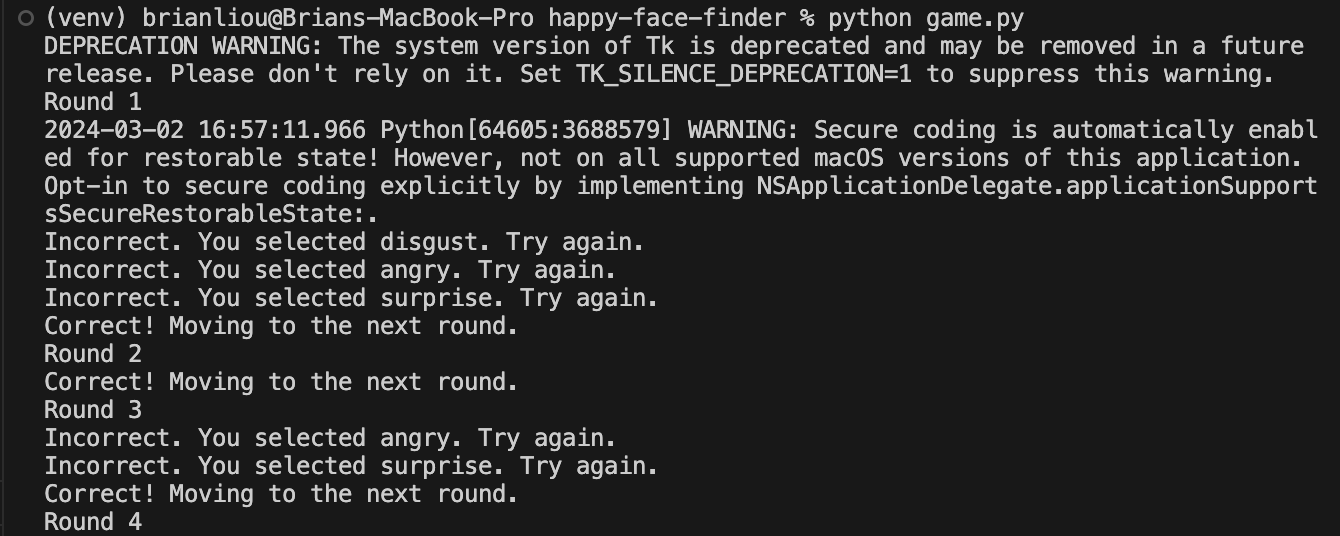 (venv) brianliou@Brians-MacBook-Pro happy-face-finder % python game.py
DEPRECATION WARNING: The system version of Tk is deprecated and may be removed in a future
release. Please don't rely on it. Set TK_SILENCE_DEPRECATION=1 to suppress this warning.
Round 1
2024-03-02 16:57:11.966 Python[64605:3688579] WARNING: Secure coding is automatically enabl
ed for restorable state! However, not on all supported macOS versions of this application.
Opt-in to secure coding explicitly by implementing NSApplicationDelegate.applicationSupport
sSecureRestorableState:.
Incorrect. You selected disgust. Try again.
Incorrect. You selected angry. Try again.
Incorrect. You selected surprise. Try again.
Correct! Moving to the next round.
Round 2
Correct! Moving to the next round.
Round 3
Incorrect. You selected angry. Try again.
Incorrect. You selected surprise. Try again.
Correct! Moving to the next round.
Round 4